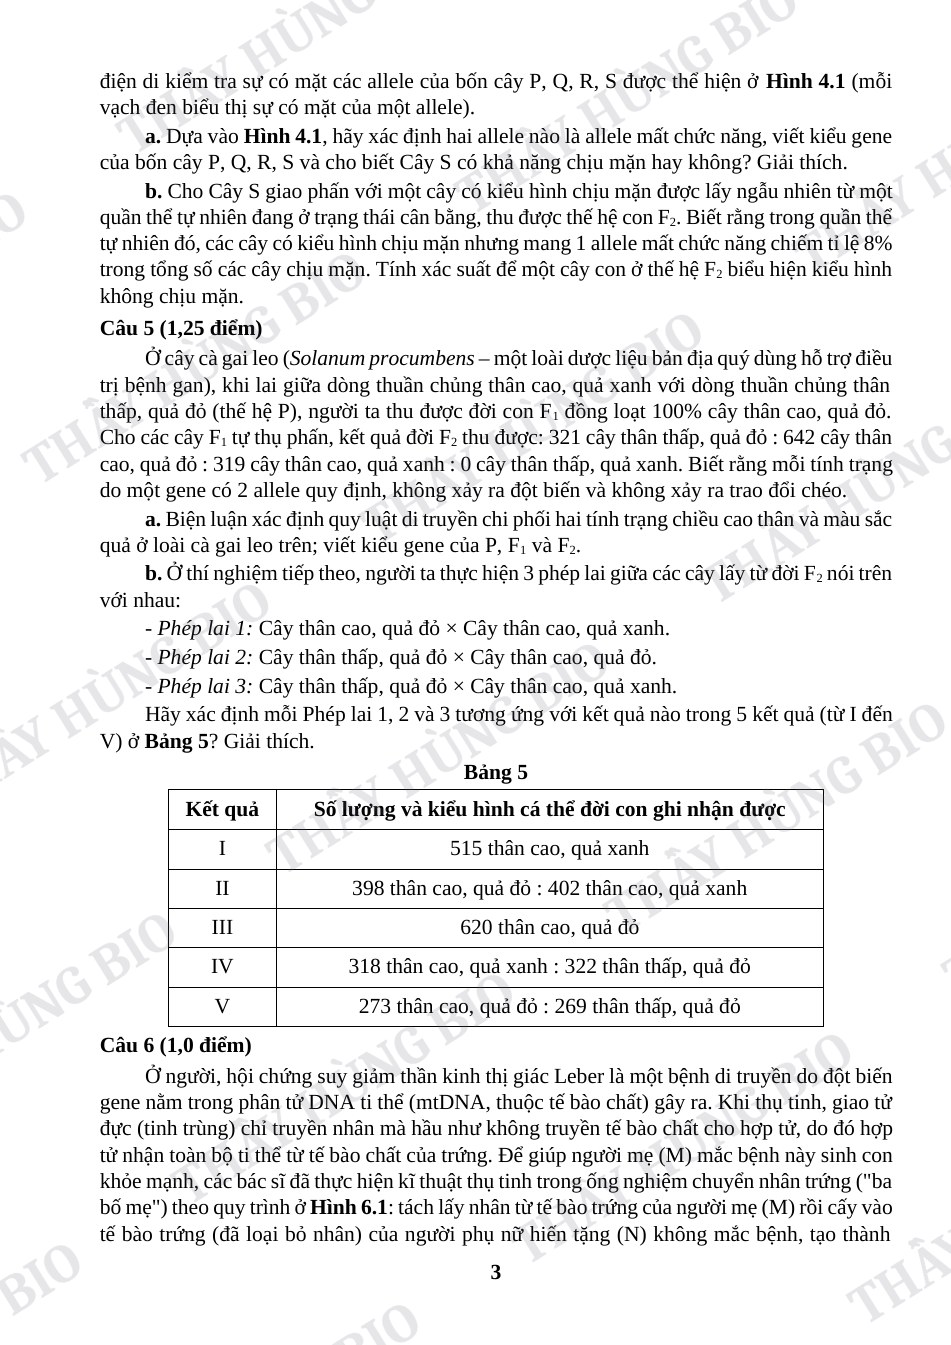 điện di kiểm tra sự có mặt các allele của bốn cây P, Q, R, S được thể hiện ở Hình 4.1 (mỗi
vạch đen biểu thị sự có mặt của một allele).
a. Dựa vào Hình 4.1, hãy xác định hai allele nào là allele mất chức năng, viết kiểu gene
của bốn cây P, Q, R, S và cho biết Cây S có khả năng chịu mặn hay không? Giải thích.
b. Cho Cây S giao phấn với một cây có kiểu hình chịu mặn được lấy ngẫu nhiên từ một
quần thể tự nhiên đang ở trạng thái cân bằng, thu được thế hệ con F₂. Biết rằng trong quần thể
tự nhiên đó, các cây có kiểu hình chịu mặn nhưng mang 1 allele mất chức năng chiếm tỉ lệ 8%
trong tổng số các cây chịu mặn. Tính xác suất để một cây con ở thế hệ F₂ biểu hiện kiểu hình
không chịu mặn.
Câu 5 (1,25 điểm)
Ở cây cà gai leo (Solanum procumbens – một loài dược liệu bản địa quý dùng hỗ trợ điều
trị bệnh gan), khi lai giữa dòng thuần chủng thân cao, quả xanh với dòng thuần chủng thân
thấp, quả đỏ (thế hệ P), người ta thu được đời con F₁ đồng loạt 100% cây thân cao, quả đỏ.
Cho các cây F₁ tự thụ phấn, kết quả đời F₂ thu được: 321 cây thân thấp, quả đỏ : 642 cây thân
cao, quả đỏ : 319 cây thân cao, quả xanh : 0 cây thân thấp, quả xanh. Biết rằng mỗi tính trạng
do một gene có 2 allele quy định, không xảy ra đột biến và không xảy ra trao đổi chéo.
a. Biện luận xác định quy luật di truyền chi phối hai tính trạng chiều cao thân và màu sắc
quả ở loài cà gai leo trên; viết kiểu gene của P, F₁ và F₂.
b. Ở thí nghiệm tiếp theo, người ta thực hiện 3 phép lai giữa các cây lấy từ đời F₂ nói trên
với nhau:
- Phép lai 1: Cây thân cao, quả đỏ × Cây thân cao, quả xanh.
- Phép lai 2: Cây thân thấp, quả đỏ × Cây thân cao, quả đỏ.
- Phép lai 3: Cây thân thấp, quả đỏ × Cây thân cao, quả xanh.
Hãy xác định mỗi Phép lai 1, 2 và 3 tương ứng với kết quả nào trong 5 kết quả (từ I đến
V) ở Bảng 5? Giải thích.
Bảng 5
Kết quả Số lượng và kiểu hình cá thể đời con ghi nhận được
I 515 thân cao, quả xanh
II 398 thân cao, quả đỏ : 402 thân cao, quả xanh
III 620 thân cao, quả đỏ
IV 318 thân cao, quả xanh : 322 thân thấp, quả đỏ
V 273 thân cao, quả đỏ : 269 thân thấp, quả đỏ
Câu 6 (1,0 điểm)
Ở người, hội chứng suy giảm thần kinh thị giác Leber là một bệnh di truyền do đột biến
gene nằm trong phân tử DNA ti thể (mtDNA, thuộc tế bào chất) gây ra. Khi thụ tinh, giao tử
đực (tinh trùng) chỉ truyền nhân mà hầu như không truyền tế bào chất cho hợp tử, do đó hợp
tử nhận toàn bộ ti thể từ tế bào chất của trứng. Để giúp người mẹ (M) mắc bệnh này sinh con
khỏe mạnh, các bác sĩ đã thực hiện kĩ thuật thụ tinh trong ống nghiệm chuyển nhân trứng ("ba
bố mẹ") theo quy trình ở Hình 6.1: tách lấy nhân từ tế bào trứng của người mẹ (M) rồi cấy vào
tế bào trứng (đã loại bỏ nhân) của người phụ nữ hiến tặng (N) không mắc bệnh, tạo thành
3
THẦY HÙNG BIO